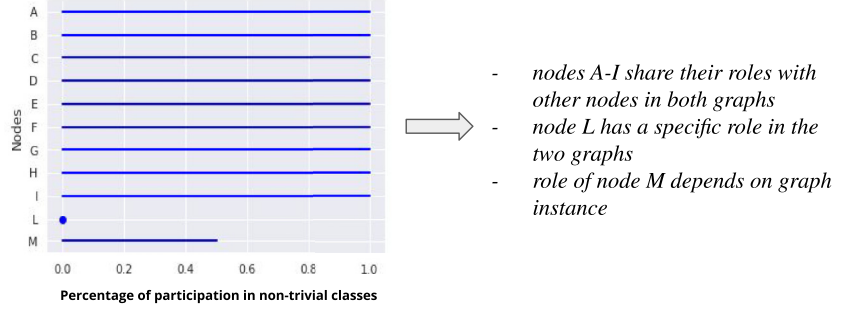 A
B
C
D
E
F
G
H
I
L
M
Nodes
0.0 0.2 0.4 0.6 0.8 1.0
Percentage of participation in non-trivial classes
- nodes A-I share their roles with
other nodes in both graphs
- node L has a specific role in the
two graphs
- role of node M depends on graph
instance